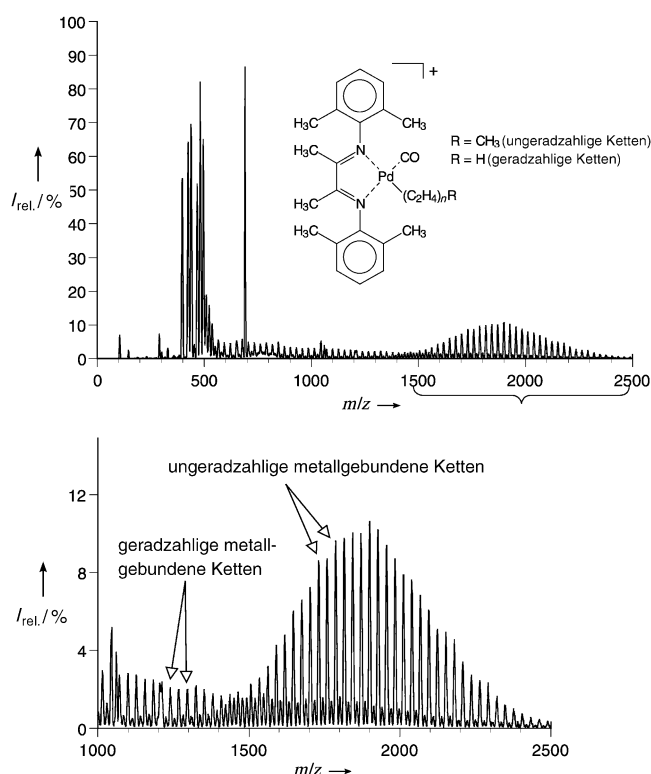 100
90
80
70
60
50
40
30
20
10
0
I rel. / %
0
500
1000
1500
2000
2500
m/z
+
H₃C
CH₃
H₃C
N
CO
Pd
(C₂H₄)ₙR
H₃C
N
H₃C
CH₃
R = CH₃ (ungeradzahlige Ketten)
R = H (geradzahlige Ketten)
ungeradzahlige metallgebundene Ketten
geradzahlige metall-
gebundene Ketten
12
8
4
0
I rel. / %
1000
1500
2000
2500
m/z